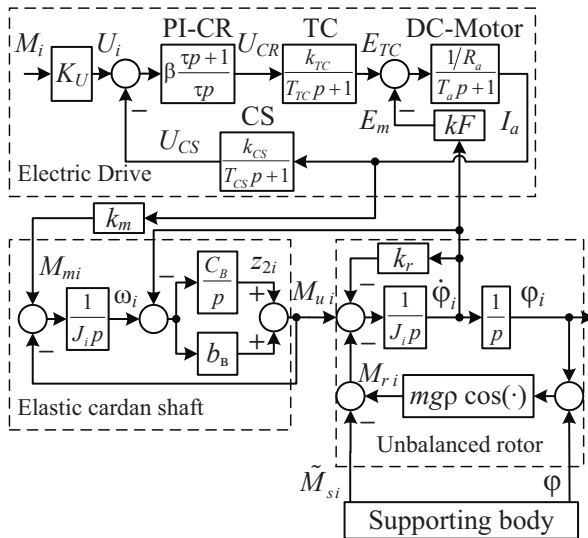 PI-CR TC DC-Motor
M_i U_i U_CR E_TC
K_U β (τp + 1)/(τp) k_TC/(T_TC p + 1) 1/R_a/(T_a p + 1)
− −
E_m kF I_a
CS
U_CS k_CS/(T_CS p + 1)
Electric Drive
k_m
k_r
M_mi − C_B/p z_2i M_ui − φ̇_i φ_i
ω_i + 
1/(J_i p) 1/(J_i p) 1/p
− b_в + −
M_ri mgρ cos(·)
Elastic cardan shaft − Unbalanced rotor
M̃_si φ
Supporting body